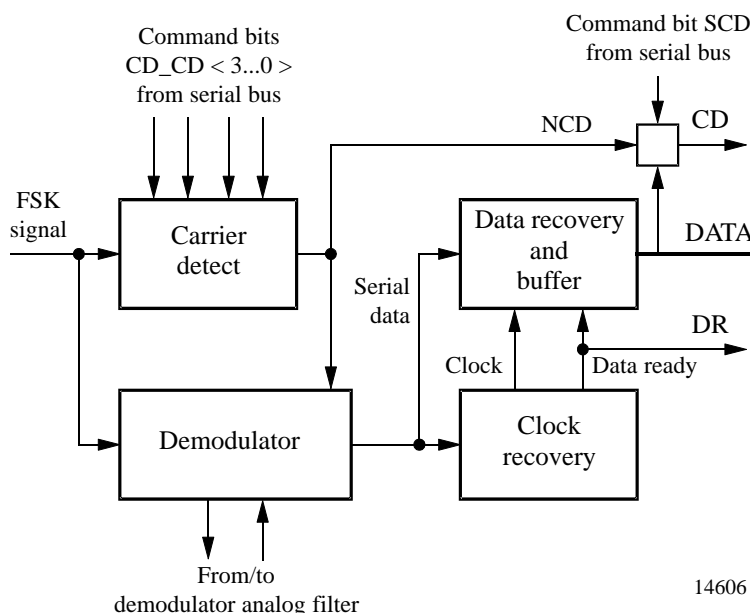 Command bits
CD_CD < 3...0 >
from serial bus
Command bit SCD
from serial bus
NCD
CD
FSK
signal
Carrier
detect
Data recovery
and
buffer
DATA
Serial
data
DR
Clock
Data ready
Demodulator
Clock
recovery
From/to
demodulator analog filter
14606